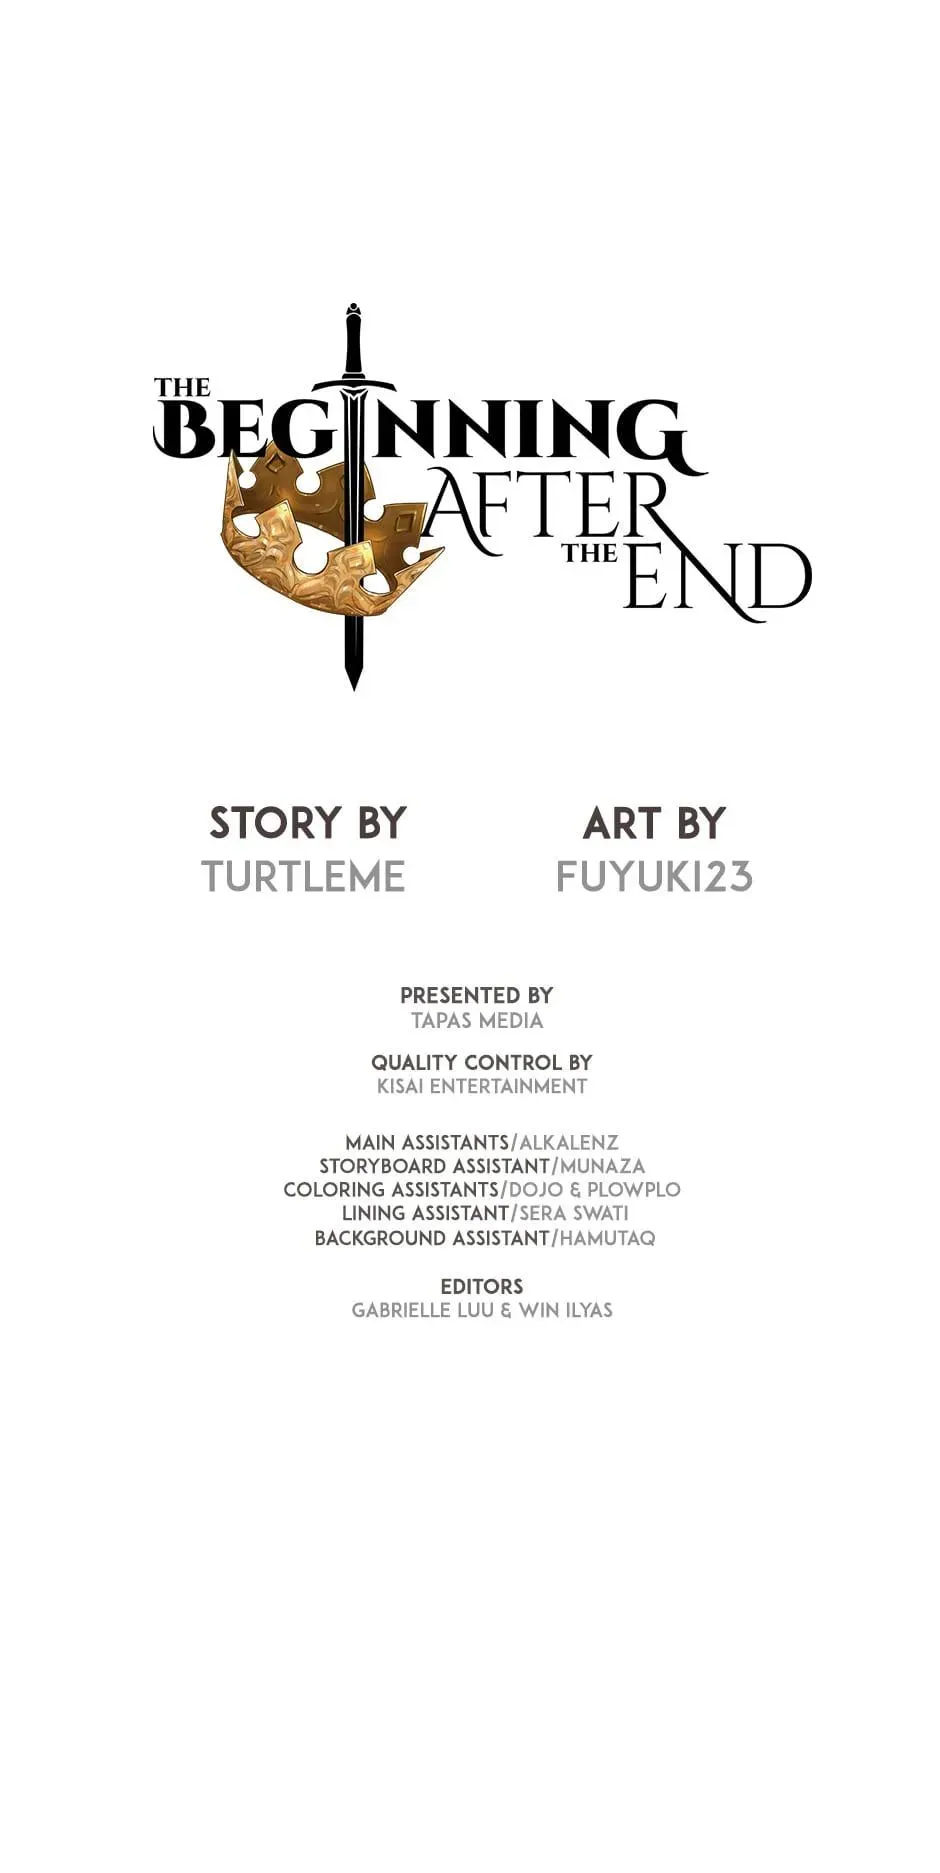 THE
BEGINNING
AFTER
THE END
STORY BY
TURTLEME
ART BY
FUYUKI23
PRESENTED BY
TAPAS MEDIA
QUALITY CONTROL BY
KISAI ENTERTAINMENT
MAIN ASSISTANTS/ALKALENZ
STORYBOARD ASSISTANT/MUNAZA
COLORING ASSISTANTS/DOJO & PLOWPLO
LINING ASSISTANT/SERA SWATI
BACKGROUND ASSISTANT/HAMUTAQ
EDITORS
GABRIELLE LUU & WIN ILYAS